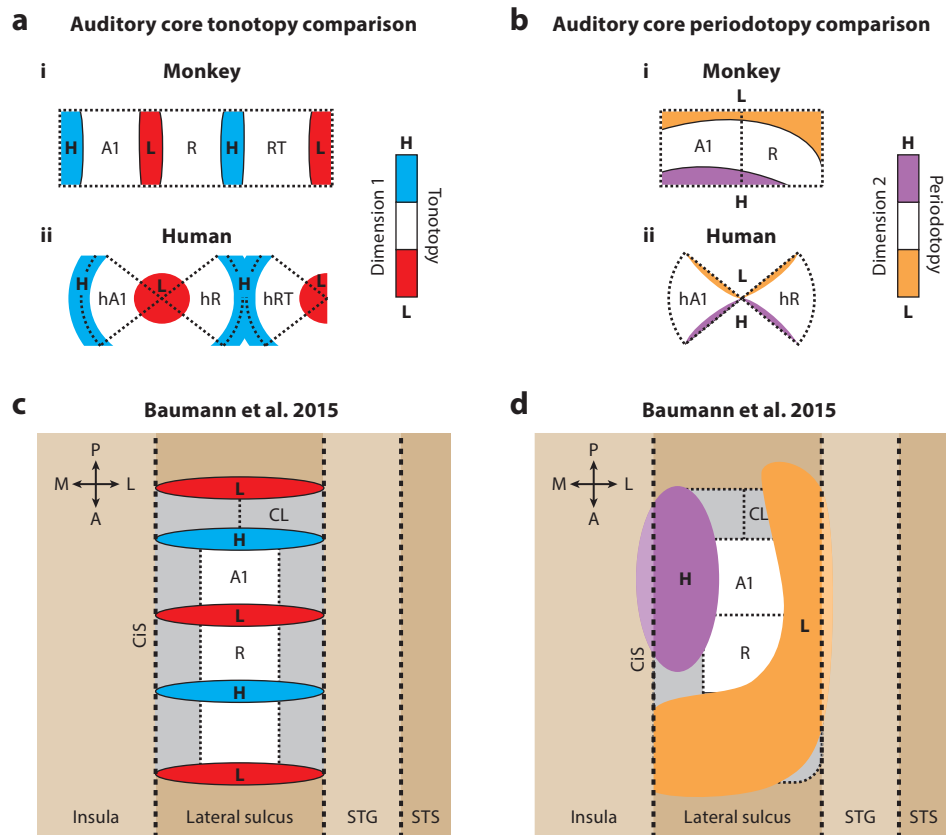 a Auditory core tonotopy comparison
i Monkey
H A1 L R H RT L
ii Human
H hA1 L hR H hRT L
H
Dimension 1
Tonotopy
L
b Auditory core periodotopy comparison
i Monkey
L
A1 R
H
ii Human
L
hA1 hR
H
H
Dimension 2
Periodotopy
L
c Baumann et al. 2015
P
M L
A
L
CL
H
A1
L
CiS
R
H
L
Insula Lateral sulcus STG STS
d Baumann et al. 2015
P
M L
A
CL
H
A1
L
CiS
R
Insula Lateral sulcus STG STS